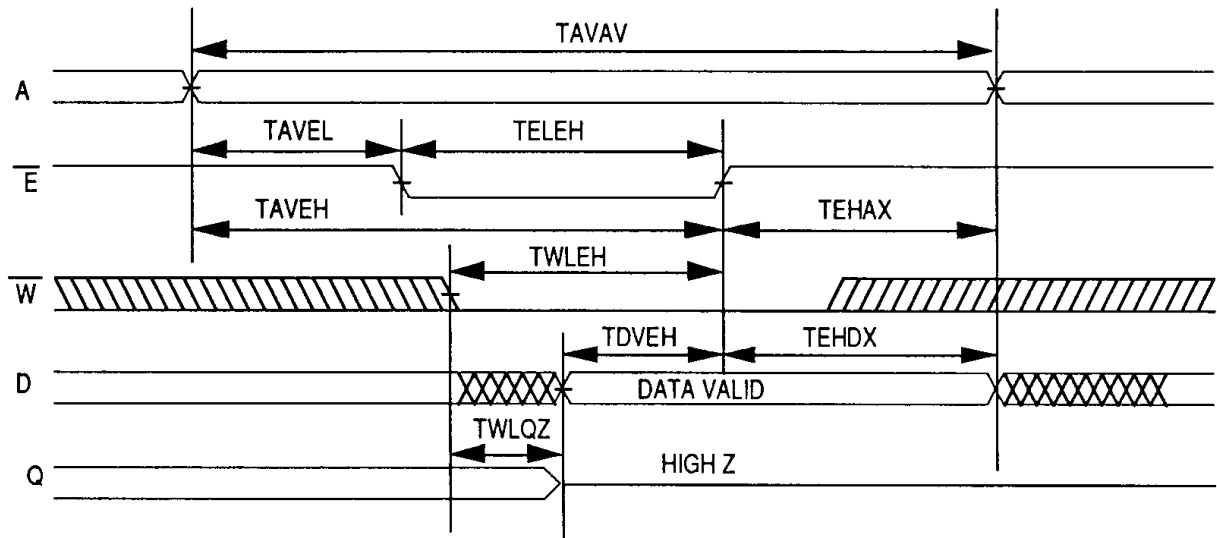 TAVAV
A
TAVEL TELEH
E
TAVEH TEHAX
TWLEH
W
TDVEH TEHDX
D DATA VALID
TWLQZ
Q HIGH Z